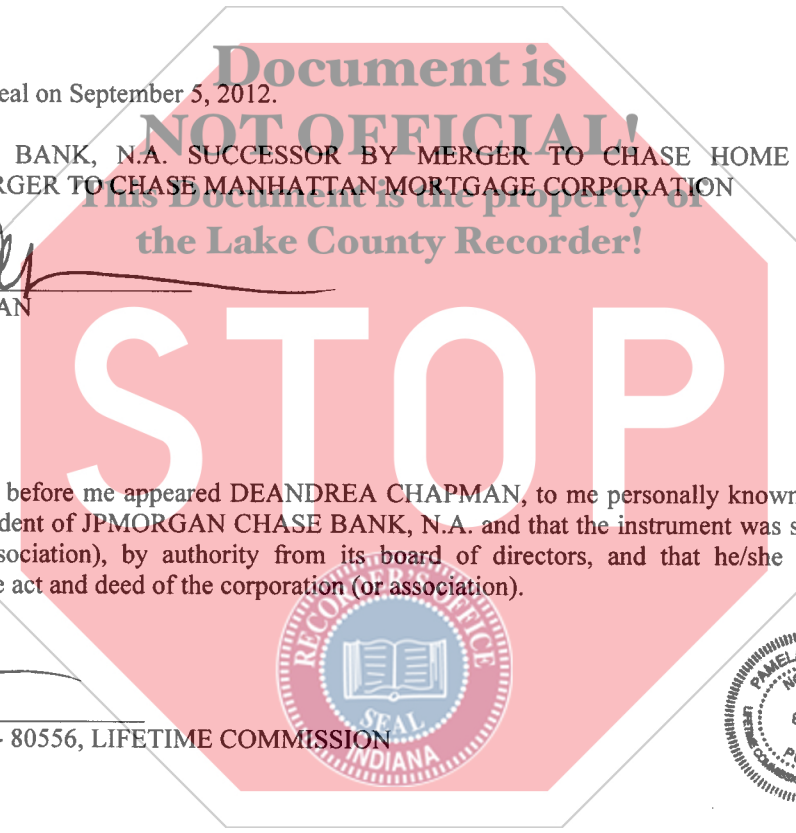 Document is
eal on September 5, 2012.
NOT OFFICIAL!
BANK, N.A. SUCCESSOR BY MERGER TO CHASE HOME
RGER TO CHASE MANHATTAN MORTGAGE CORPORATION
This Document is the property of
the Lake County Recorder!
AN
STOP
before me appeared DEANDREA CHAPMAN, to me personally known
dent of JPMORGAN CHASE BANK, N.A. and that the instrument was s
sociation), by authority from its board of directors, and that he/she
e act and deed of the corporation (or association).
RECORDER'S OFFICE
SEAL
INDIANA
- 80556, LIFETIME COMMISSION
PAMELA
LIFETIME COMMISSION